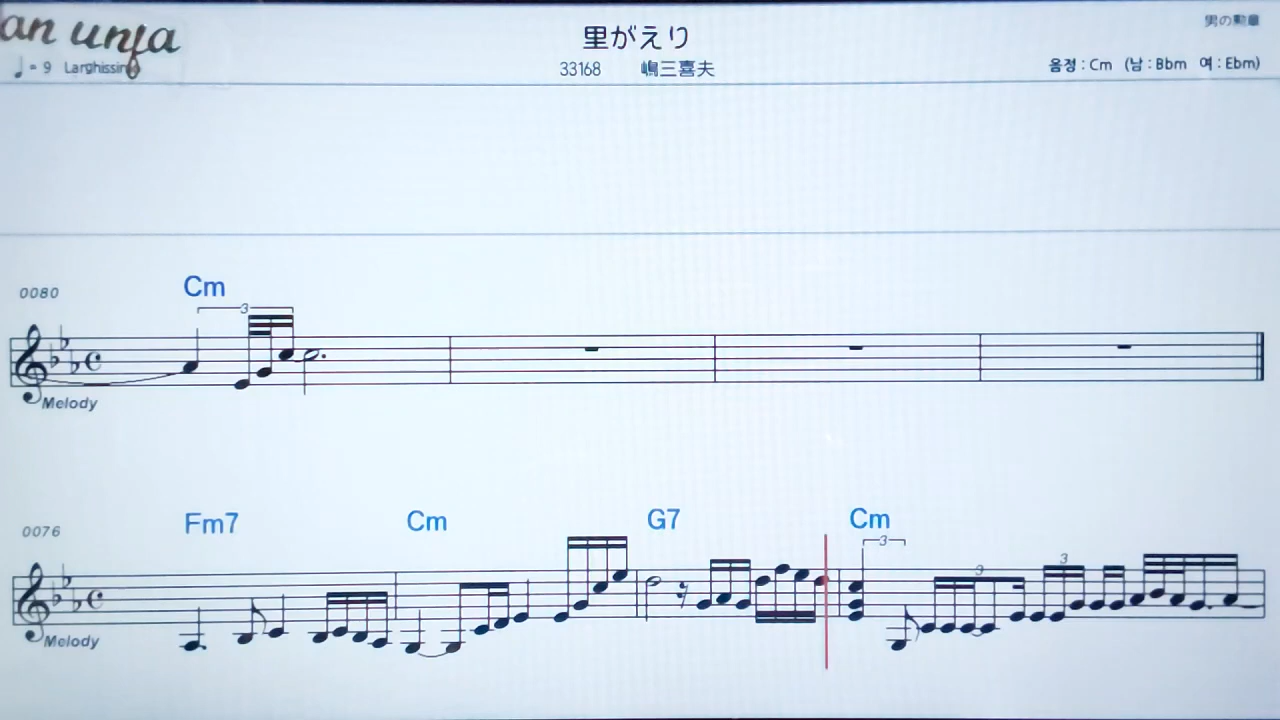 an unja
里がえり
男の勲章
♩ = 9 Larghissimo
33168 嶋三喜夫
음정 : Cm (남 : Bbm 여 : Ebm)
0080
Cm
3
Melody
0076
Fm7
Cm
G7
Cm
3
9
3
Melody